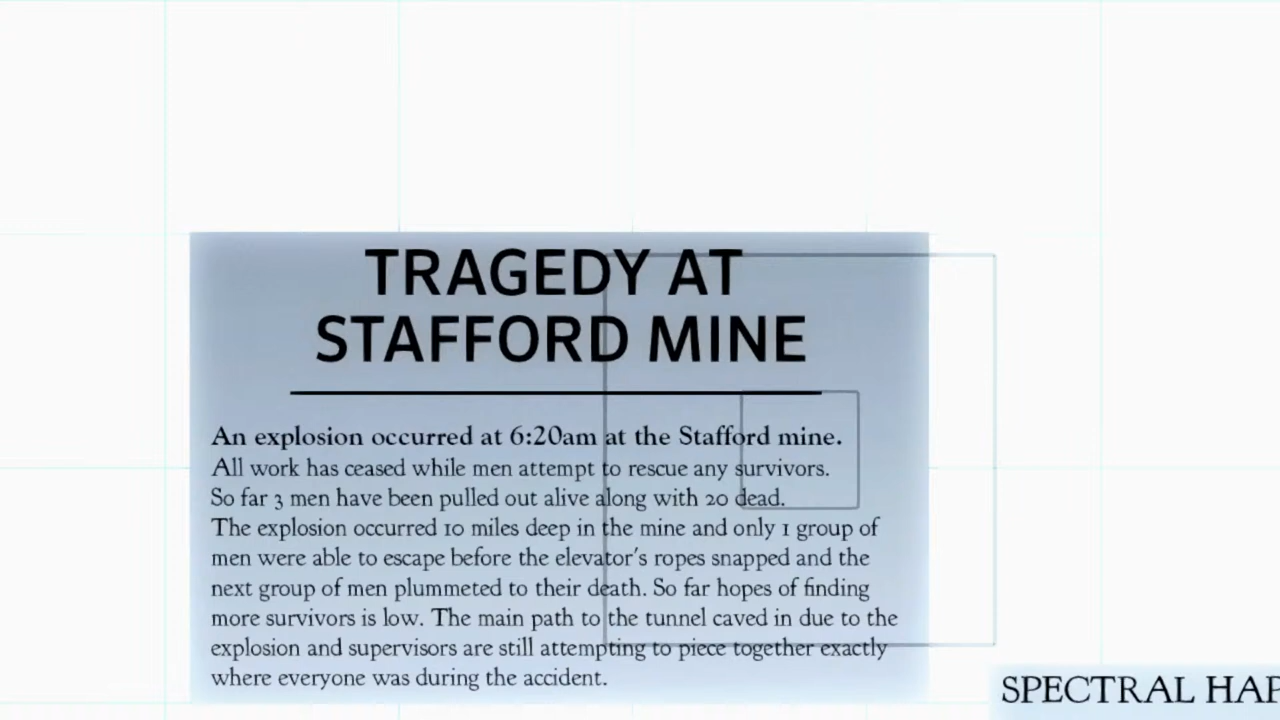 TRAGEDY AT
STAFFORD MINE
An explosion occurred at 6:20am at the Stafford mine.
All work has ceased while men attempt to rescue any survivors.
So far 3 men have been pulled out alive along with 20 dead.
The explosion occurred 10 miles deep in the mine and only 1 group of
men were able to escape before the elevator's ropes snapped and the
next group of men plummeted to their death. So far hopes of finding
more survivors is low. The main path to the tunnel caved in due to the
explosion and supervisors are still attempting to piece together exactly
where everyone was during the accident.
SPECTRAL